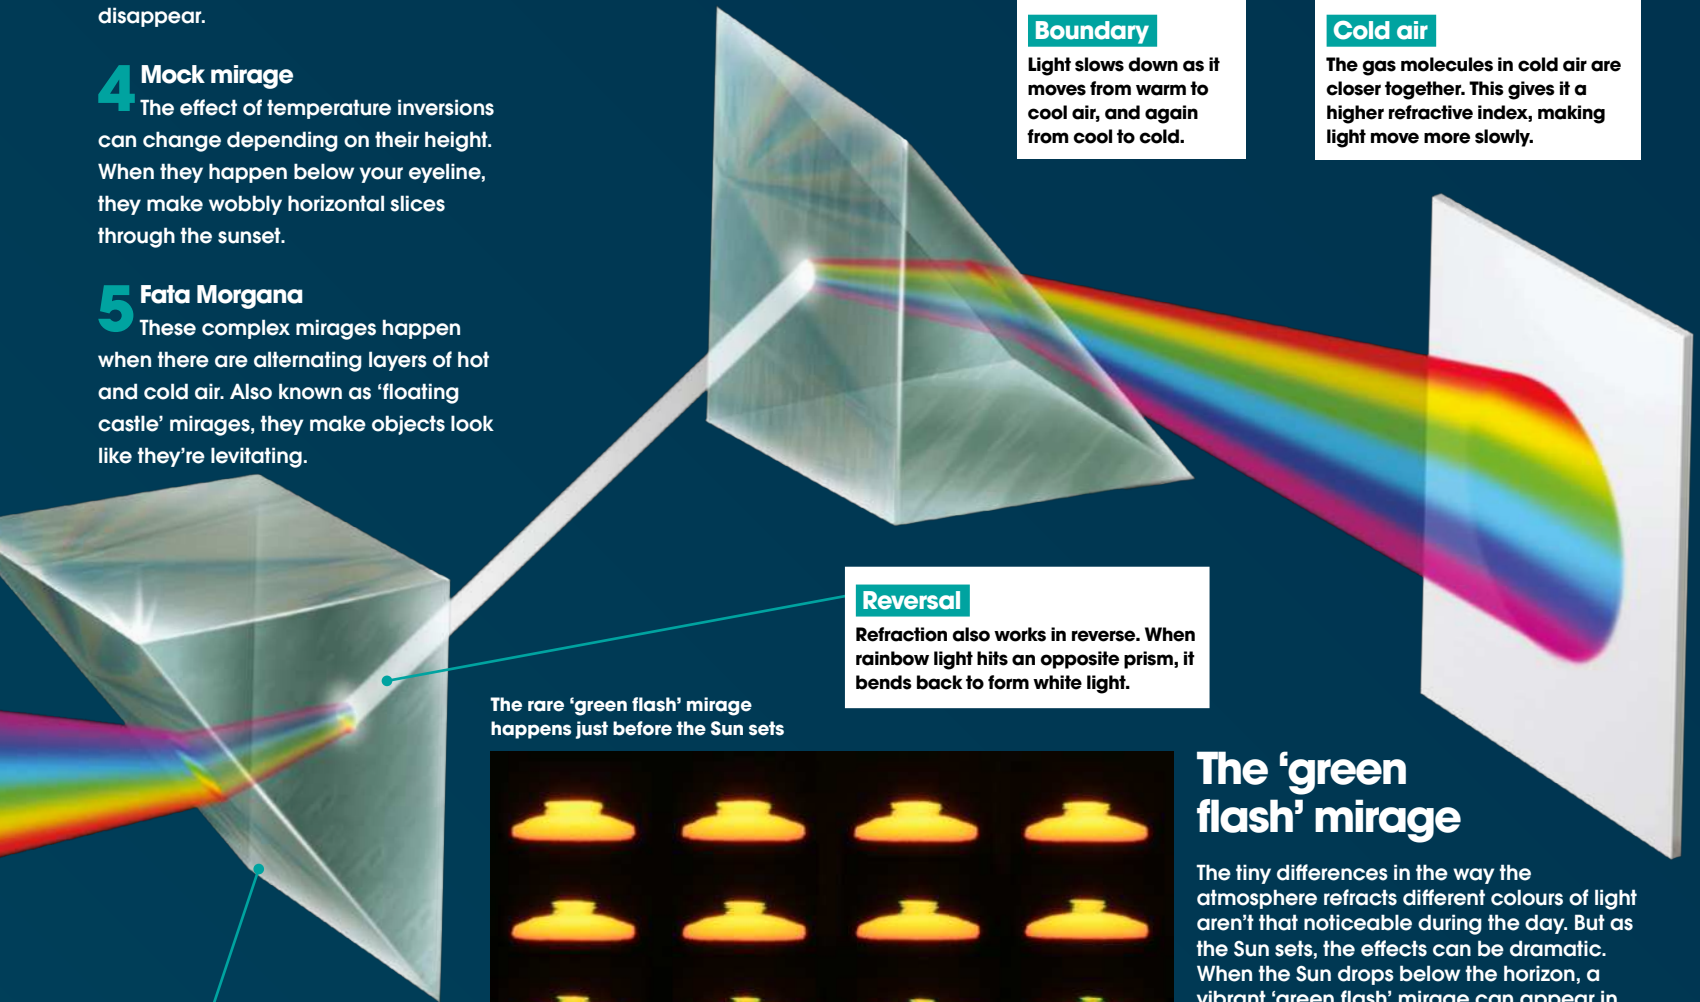 disappear.
4 Mock mirage
The effect of temperature inversions
can change depending on their height.
When they happen below your eyeline,
they make wobbly horizontal slices
through the sunset.
5 Fata Morgana
These complex mirages happen
when there are alternating layers of hot
and cold air. Also known as ‘floating
castle’ mirages, they make objects look
like they’re levitating.
Boundary
Light slows down as it
moves from warm to
cool air, and again
from cool to cold.
Cold air
The gas molecules in cold air are
closer together. This gives it a
higher refractive index, making
light move more slowly.
Reversal
Refraction also works in reverse. When
rainbow light hits an opposite prism, it
bends back to form white light.
The rare ‘green flash’ mirage
happens just before the Sun sets
The ‘green
flash’ mirage
The tiny differences in the way the
atmosphere refracts different colours of light
aren’t that noticeable during the day. But as
the Sun sets, the effects can be dramatic.
When the Sun drops below the horizon, a
vibrant ‘green flash’ mirage can appear in